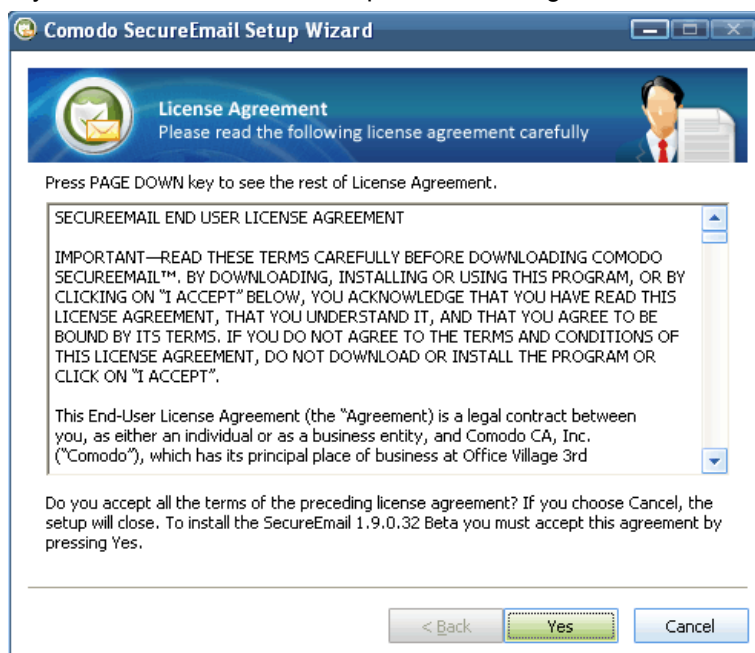 Comodo SecureEmail Setup Wizard
License Agreement
Please read the following license agreement carefully
Press PAGE DOWN key to see the rest of License Agreement.
SECUREEMAIL END USER LICENSE AGREEMENT
IMPORTANT—READ THESE TERMS CAREFULLY BEFORE DOWNLOADING COMODO
SECUREEMAIL™. BY DOWNLOADING, INSTALLING OR USING THIS PROGRAM, OR BY
CLICKING ON “I ACCEPT” BELOW, YOU ACKNOWLEDGE THAT YOU HAVE READ THIS
LICENSE AGREEMENT, THAT YOU UNDERSTAND IT, AND THAT YOU AGREE TO BE
BOUND BY ITS TERMS. IF YOU DO NOT AGREE TO THE TERMS AND CONDITIONS OF
THIS LICENSE AGREEMENT, DO NOT DOWNLOAD OR INSTALL THE PROGRAM OR
CLICK ON “I ACCEPT”.
This End-User License Agreement (the “Agreement) is a legal contract between
you, as either an individual or as a business entity, and Comodo CA, Inc.
(“Comodo”), which has its principal place of business at Office Village 3rd
Do you accept all the terms of the preceding license agreement? If you choose Cancel, the
setup will close. To install the SecureEmail 1.9.0.32 Beta you must accept this agreement by
pressing Yes.
< Back
Yes
Cancel